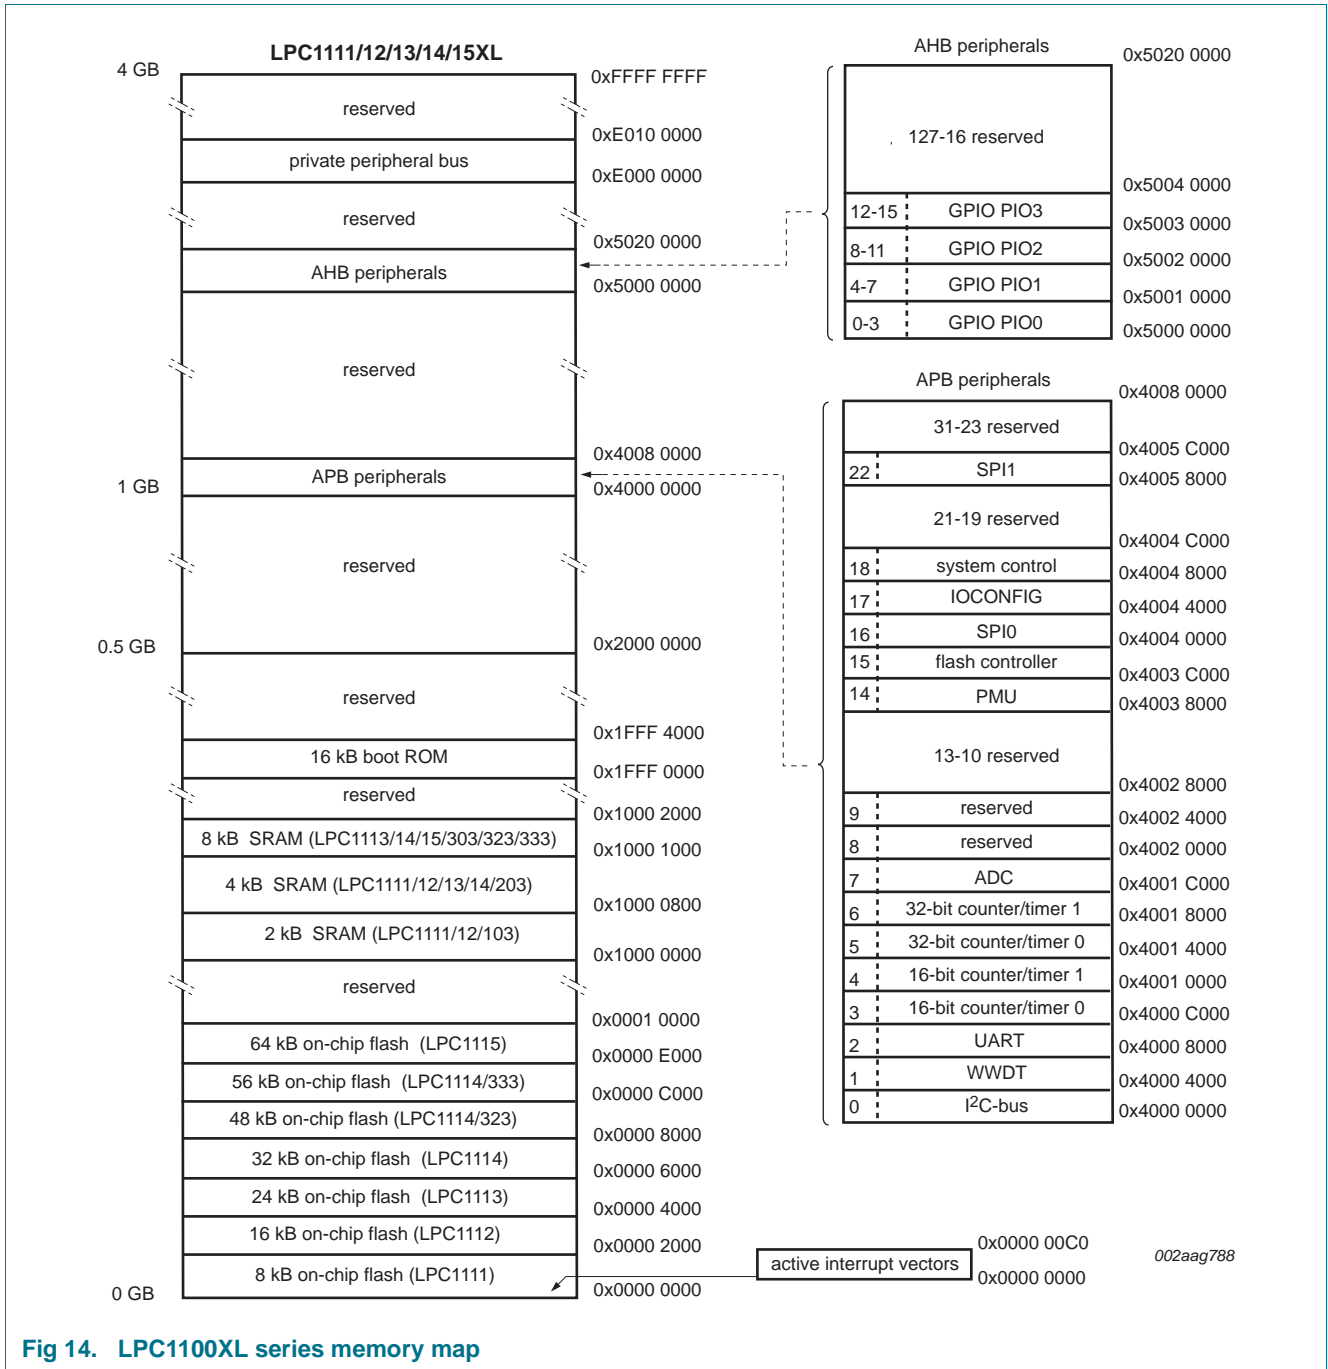 LPC1111/12/13/14/15XL
4 GB
0xFFFF FFFF
reserved
0xE010 0000
private peripheral bus
0xE000 0000
reserved
0x5020 0000
AHB peripherals
0x5000 0000
reserved
0x4008 0000
APB peripherals
1 GB
0x4000 0000
reserved
0.5 GB
0x2000 0000
reserved
0x1FFF 4000
16 kB boot ROM
0x1FFF 0000
reserved
0x1000 2000
8 kB SRAM (LPC1113/14/15/303/323/333)
0x1000 1000
4 kB SRAM (LPC1111/12/13/14/203)
0x1000 0800
2 kB SRAM (LPC1111/12/103)
0x1000 0000
reserved
0x0001 0000
64 kB on-chip flash (LPC1115)
0x0000 E000
56 kB on-chip flash (LPC1114/333)
0x0000 C000
48 kB on-chip flash (LPC1114/323)
0x0000 8000
32 kB on-chip flash (LPC1114)
0x0000 6000
24 kB on-chip flash (LPC1113)
0x0000 4000
16 kB on-chip flash (LPC1112)
0x0000 2000
8 kB on-chip flash (LPC1111)
0 GB
0x0000 0000
AHB peripherals
0x5020 0000
127-16 reserved
0x5004 0000
12-15 GPIO PIO3
0x5003 0000
8-11 GPIO PIO2
0x5002 0000
4-7 GPIO PIO1
0x5001 0000
0-3 GPIO PIO0
0x5000 0000
APB peripherals
0x4008 0000
31-23 reserved
0x4005 C000
22 SPI1
0x4005 8000
21-19 reserved
0x4004 C000
18 system control
0x4004 8000
17 IOCONFIG
0x4004 4000
16 SPI0
0x4004 0000
15 flash controller
0x4003 C000
14 PMU
0x4003 8000
13-10 reserved
0x4002 8000
9 reserved
0x4002 4000
8 reserved
0x4002 0000
7 ADC
0x4001 C000
6 32-bit counter/timer 1
0x4001 8000
5 32-bit counter/timer 0
0x4001 4000
4 16-bit counter/timer 1
0x4001 0000
3 16-bit counter/timer 0
0x4000 C000
2 UART
0x4000 8000
1 WWDT
0x4000 4000
0 I2C-bus
0x4000 0000
0x0000 00C0
active interrupt vectors
0x0000 0000
002aag788
Fig 14. LPC1100XL series memory map